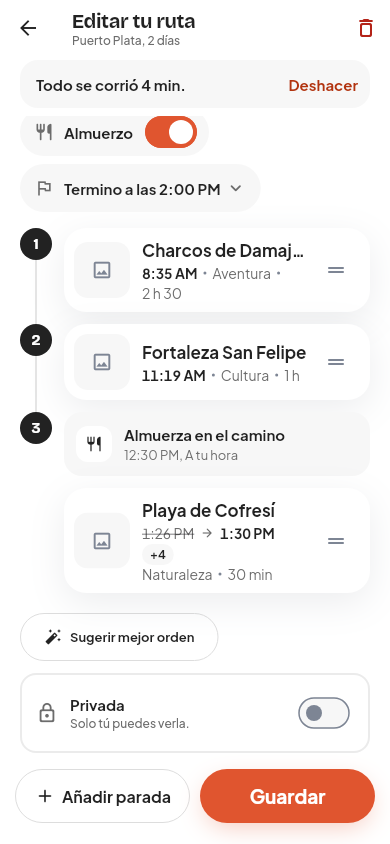 Editar tu ruta
Puerto Plata, 2 días
Todo se corrió 4 min.
Deshacer
Almuerzo
Termino a las 2:00 PM
1
Charcos de Damaj…
8:35 AM • Aventura •
2 h 30
2
Fortaleza San Felipe
11:19 AM • Cultura • 1 h
3
Almuerza en el camino
12:30 PM, A tu hora
Playa de Cofresí
1:26 PM → 1:30 PM
+4
Naturaleza • 30 min
Sugerir mejor orden
Privada
Solo tú puedes verla.
Añadir parada
Guardar